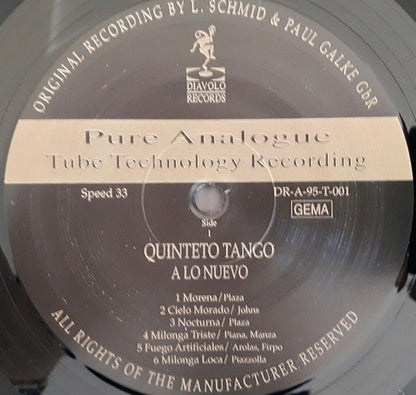 ORIGINAL RECORDING BY L. SCHMID & PAUL GALKE GbR
DIAVOLO
RECORDS
Pure Analogue
Tube Technology Recording
Speed 33
DR-A-95-T-001
Side
1
GEMA
QUINTETO TANGO
A LO NUEVO
1 Morena/Plaza
2 Cielo Morado/ Johns
3 Nocturna/ Plaza
4 Milonga Triste/ Piana, Manza
5 Fuego Artificiales/ Arolas, Firpo
6 Milonga Loca/ Piazzolla
ALL RIGHTS OF THE MANUFACTURER RESERVED